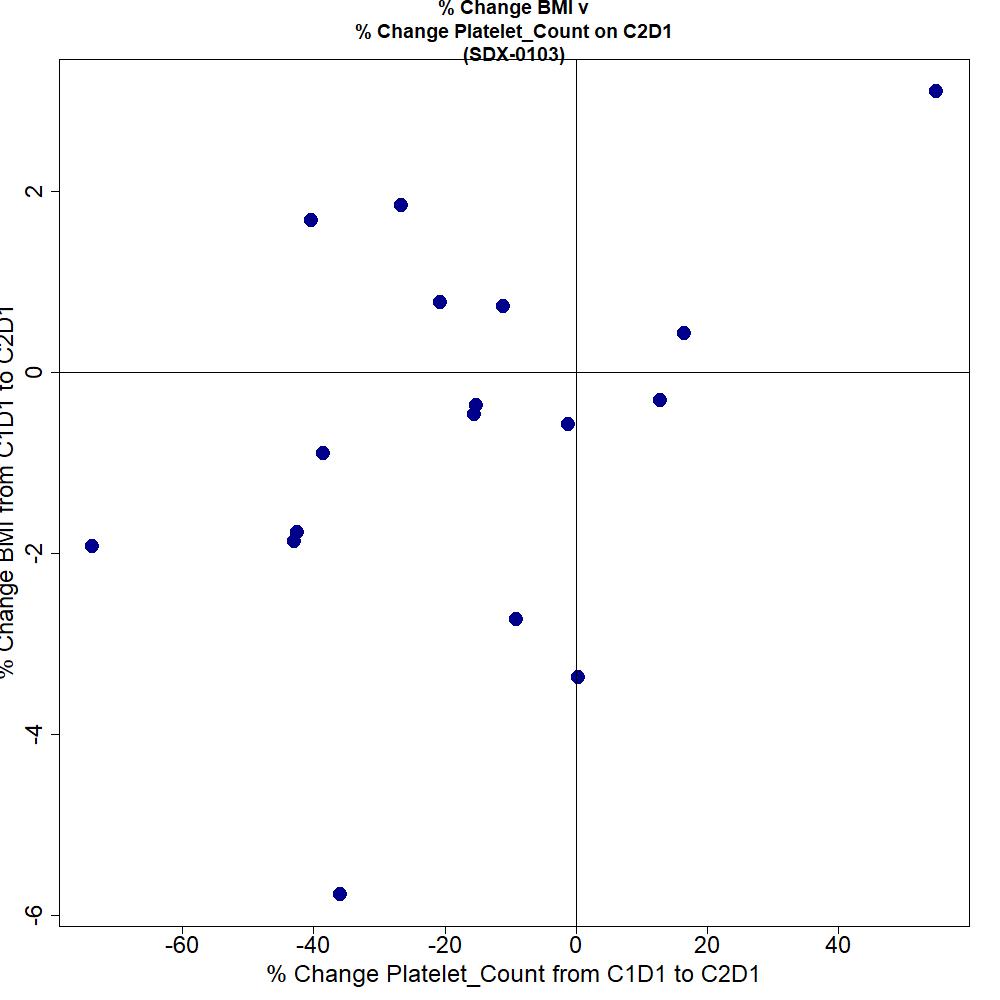 % Change BMI v
% Change Platelet_Count on C2D1
(SDX-0103)
% Change BMI from C1D1 to C2D1
2
0
-2
-4
-6
-60
-40
-20
0
20
40
% Change Platelet_Count from C1D1 to C2D1